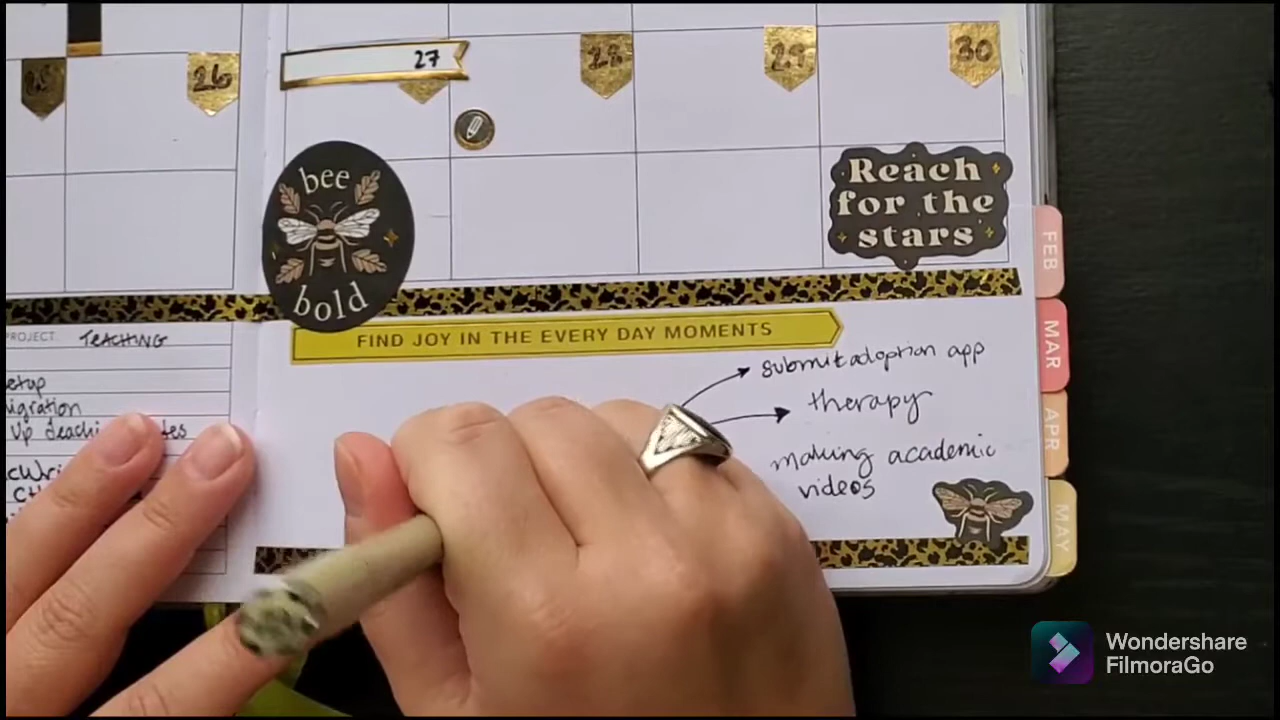 26
27
28
29
30
bee
bold
Reach
for the
stars
FEB
MAR
APR
MAY
FIND JOY IN THE EVERY DAY MOMENTS
PROJECT: TEACHING
submit adoption app
therapy
making academic
videos
Wondershare
FilmoraGo